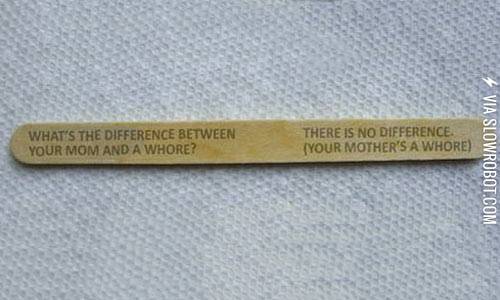 WHAT'S THE DIFFERENCE BETWEEN
YOUR MOM AND A WHORE?
THERE IS NO DIFFERENCE.
(YOUR MOTHER'S A WHORE)
VIA SLOWROBOT.COM